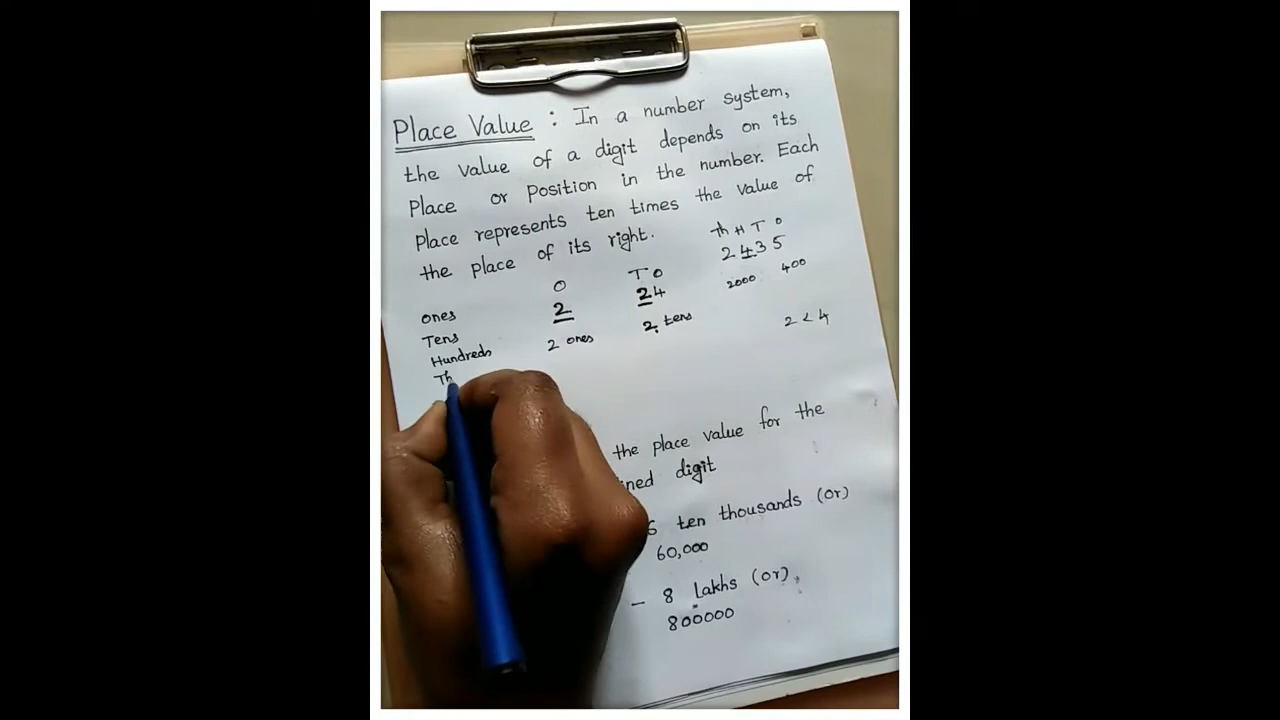 Place Value : In a number system,
the value of a digit depends on its
Place or Position in the number. Each
Place represents ten times the value of
the place of its right.
Th H T O
2 4 3 5
2000 400
2 < 4
O
2
2 ones
T O
24
2 tens
Ones
Tens
Hundreds
Th
the place value for the
ined digit
6 ten thousands (or)
60,000
- 8 Lakhs (or)
800000